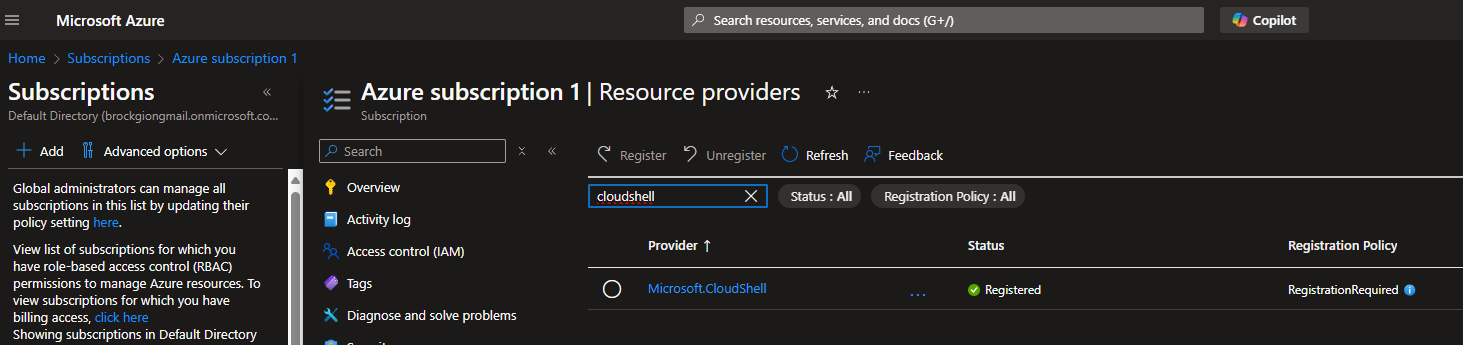 Microsoft Azure
Search resources, services, and docs (G+/)
Copilot
Home > Subscriptions > Azure subscription 1
Subscriptions
Default Directory (brockgiongmail.onmicrosoft.co...
Add
Advanced options
Global administrators can manage all
subscriptions in this list by updating their
policy setting here.
View list of subscriptions for which you
have role-based access control (RBAC)
permissions to manage Azure resources. To
view subscriptions for which you have
billing access, click here
Showing subscriptions in Default Directory
Azure subscription 1 | Resource providers
Subscription
Search
Overview
Activity log
Access control (IAM)
Tags
Diagnose and solve problems
Register
Unregister
Refresh
Feedback
cloudshell
Status : All
Registration Policy : All
Provider ↑
Status
Registration Policy
Microsoft.CloudShell
...
Registered
RegistrationRequired